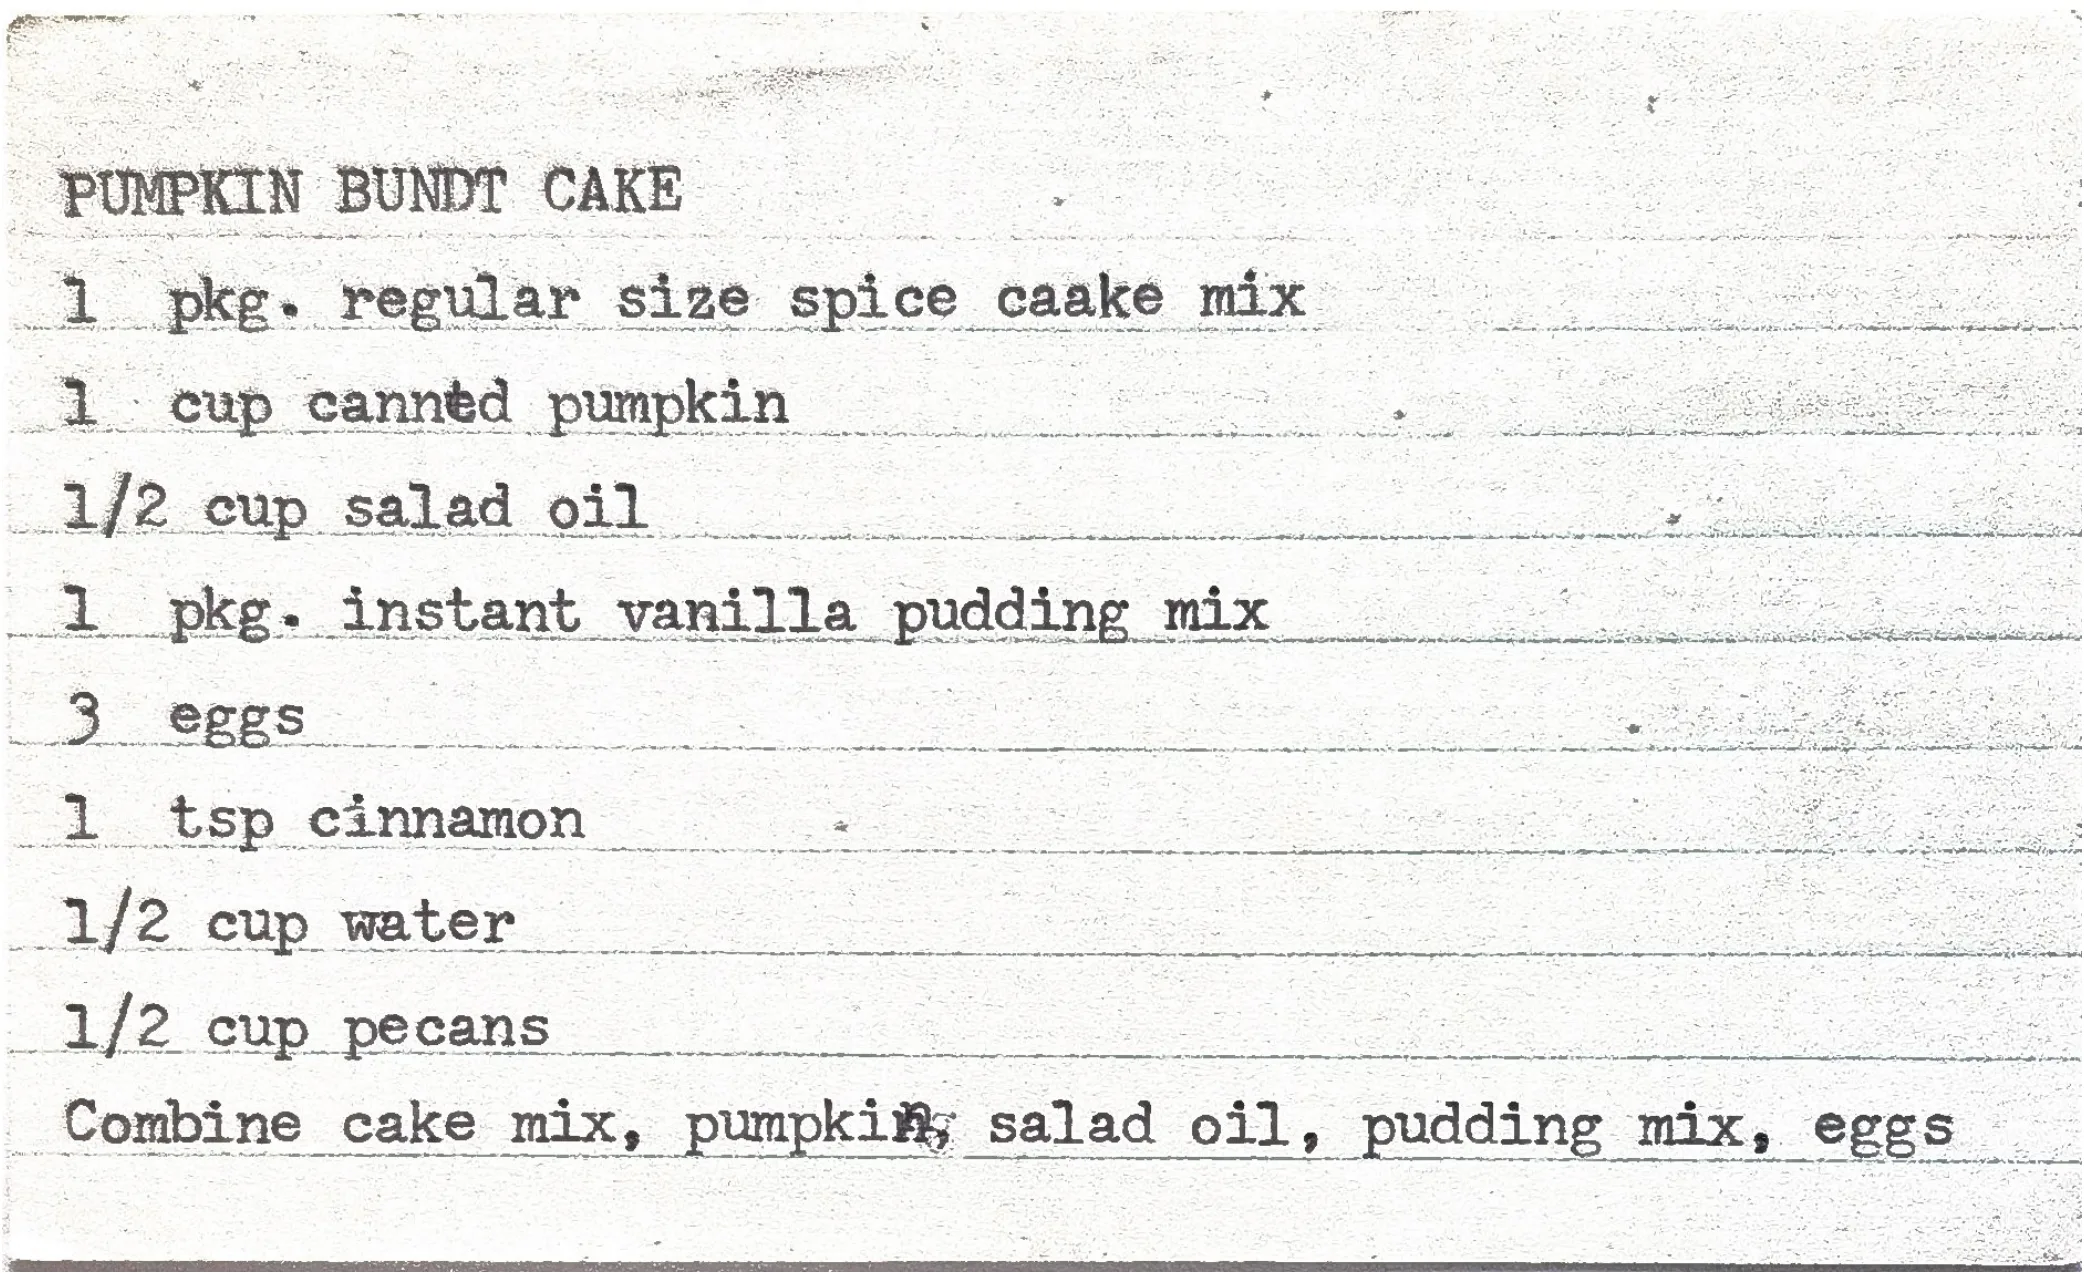 PUMPKIN BUNDT CAKE
1 pkg. regular size spice caake mix
1 cup canned pumpkin
1/2 cup salad oil
1 pkg. instant vanilla pudding mix
3 eggs
1 tsp cinnamon
1/2 cup water
1/2 cup pecans
Combine cake mix, pumpkin, salad oil, pudding mix, eggs